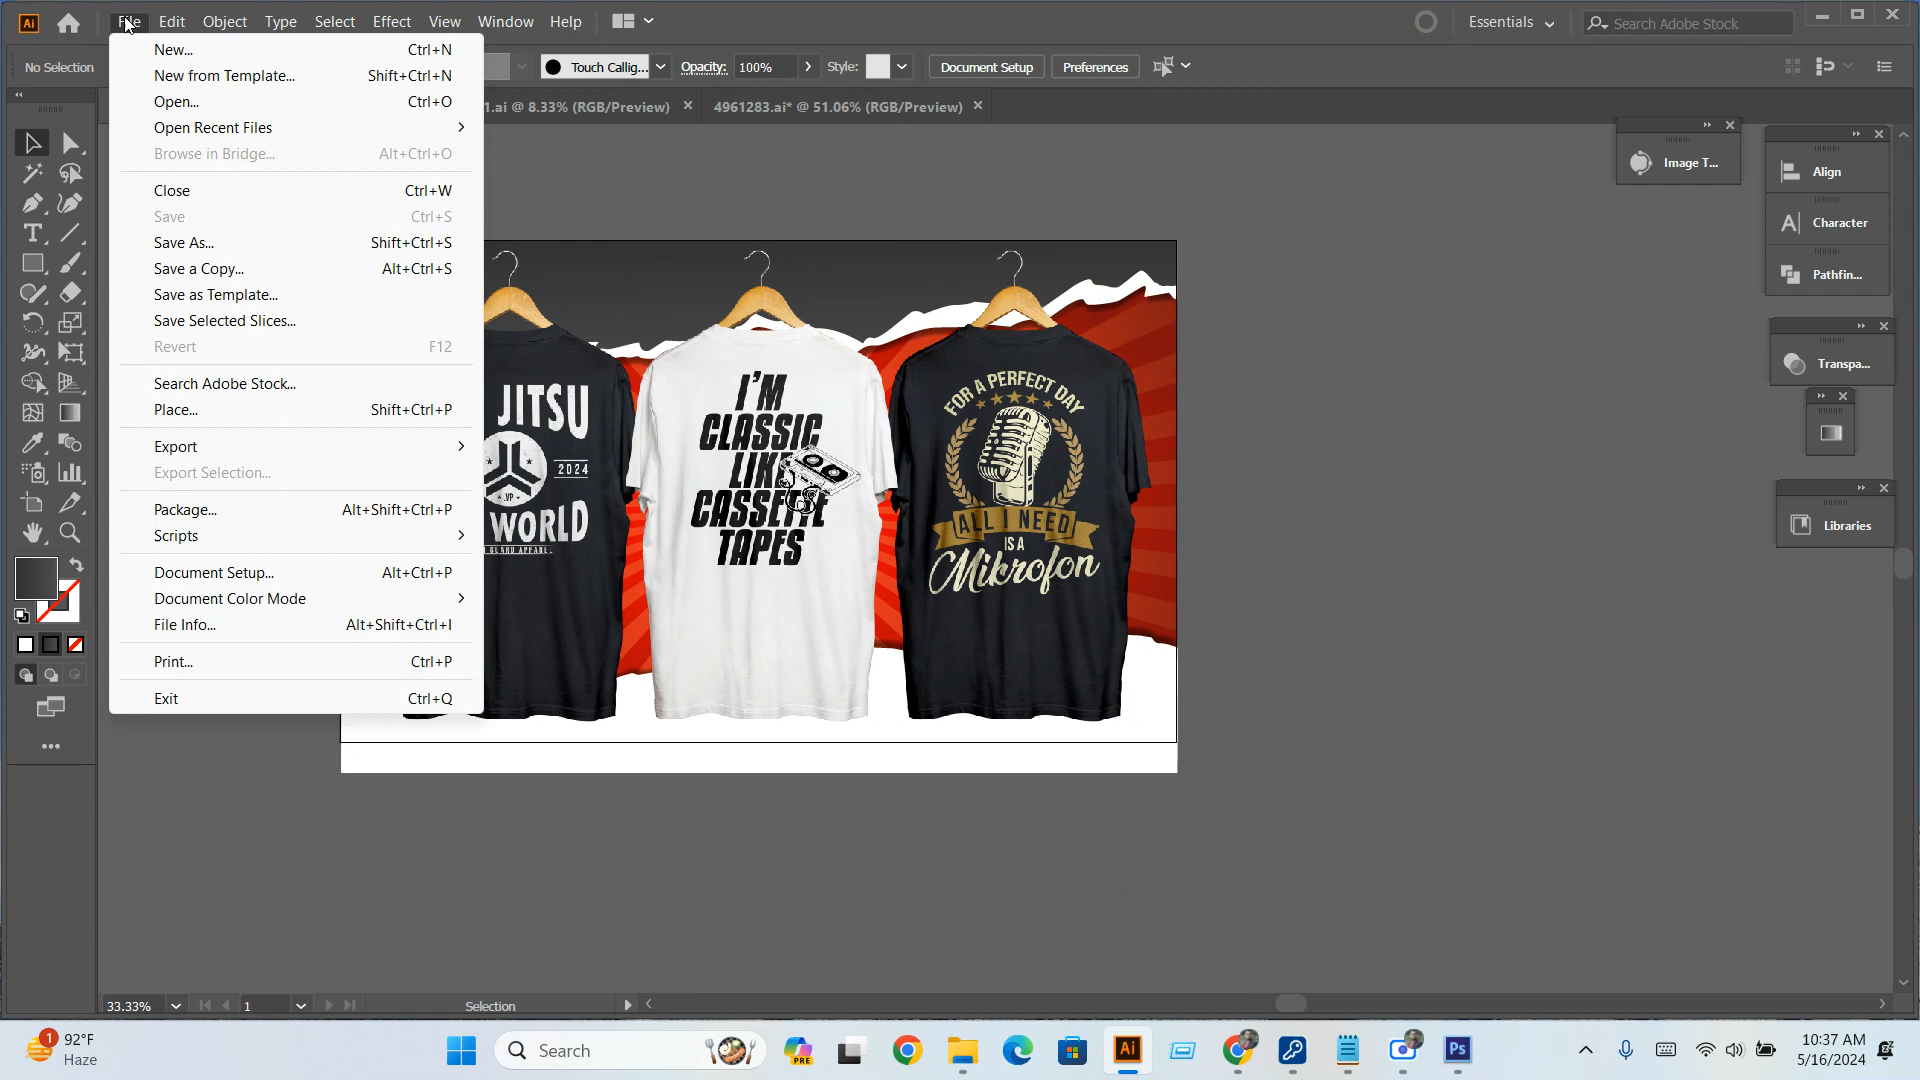 Ai File Edit Object Type Select Effect View Window Help Essentials Search Adobe Stock
No Selection Touch Callig... Opacity: 100% Style: Document Setup Preferences
1.ai @ 8.33% (RGB/Preview) 4961283.ai* @ 51.06% (RGB/Preview)
New... Ctrl+N
New from Template... Shift+Ctrl+N
Open... Ctrl+O
Open Recent Files
Browse in Bridge... Alt+Ctrl+O
Close Ctrl+W
Save Ctrl+S
Save As... Shift+Ctrl+S
Save a Copy... Alt+Ctrl+S
Save as Template...
Save Selected Slices...
Revert F12
Search Adobe Stock...
Place... Shift+Ctrl+P
Export
Export Selection...
Package... Alt+Shift+Ctrl+P
Scripts
Document Setup... Alt+Ctrl+P
Document Color Mode
File Info... Alt+Shift+Ctrl+I
Print... Ctrl+P
Exit Ctrl+Q
JITSU
2024
.VP
WORLD
APPAREL
I'M
CLASSIC
LIKE
CASSETTE
TAPES
FOR A PERFECT DAY
ALL I NEED
IS A
Mikrofon
Image T...
Align
Character
Pathfin...
Transpa...
Libraries
33.33% 1 Selection
1
92°F
Haze
Search
PRE
Ai
Ps
10:37 AM
5/16/2024